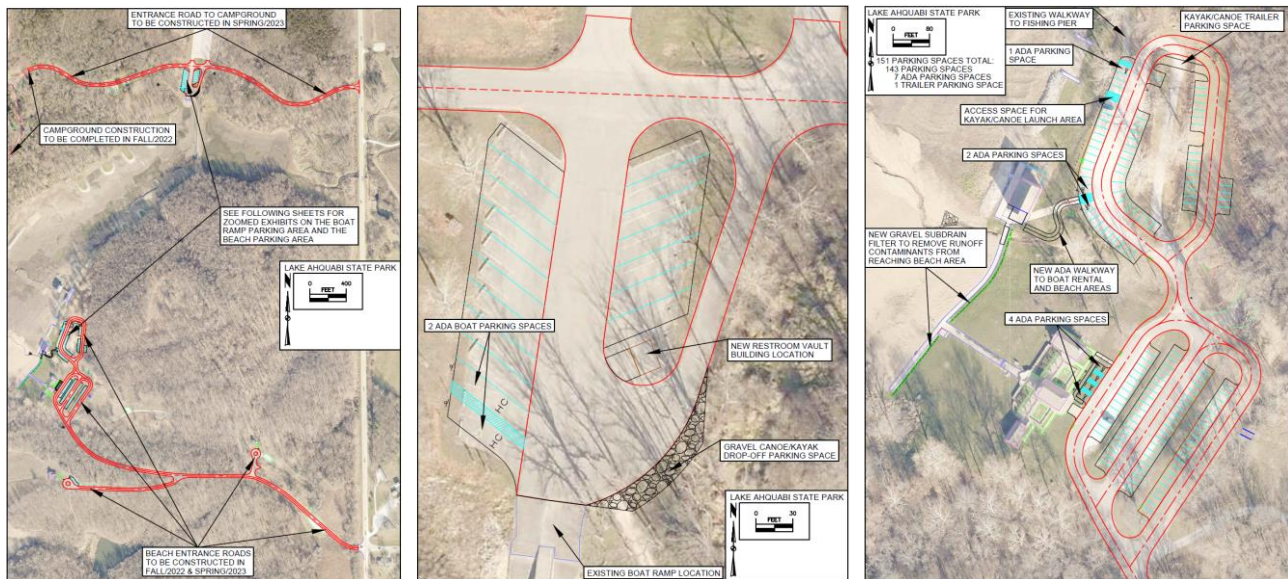 ENTRANCE ROAD TO CAMPGROUND
TO BE CONSTRUCTED IN SPRING/2023
CAMPGROUND CONSTRUCTION
TO BE COMPLETED IN FALL/2022
SEE FOLLOWING SHEETS FOR
ZOOMED EXHIBITS ON THE BOAT
RAMP PARKING AREA AND THE
BEACH PARKING AREA
LAKE AHQUABI STATE PARK
N
0 400
FEET
BEACH ENTRANCE ROADS
TO BE CONSTRUCTED IN
FALL/2022 & SPRING/2023
2 ADA BOAT PARKING SPACES
HC
HC
NEW RESTROOM VAULT
BUILDING LOCATION
GRAVEL CANOE/KAYAK
DROP-OFF PARKING SPACE
LAKE AHQUABI STATE PARK
N
0 30
FEET
EXISTING BOAT RAMP LOCATION
LAKE AHQUABI STATE PARK
N
0 80
FEET
151 PARKING SPACES TOTAL:
143 PARKING SPACES
7 ADA PARKING SPACES
1 TRAILER PARKING SPACE
EXISTING WALKWAY
TO FISHING PIER
KAYAK/CANOE TRAILER
PARKING SPACE
1 ADA PARKING
SPACE
ACCESS SPACE FOR
KAYAK/CANOE LAUNCH AREA
2 ADA PARKING SPACES
NEW GRAVEL SUBDRAIN
FILTER TO REMOVE RUNOFF
CONTAMINANTS FROM
REACHING BEACH AREA
NEW ADA WALKWAY
TO BOAT RENTAL
AND BEACH AREAS
4 ADA PARKING SPACES